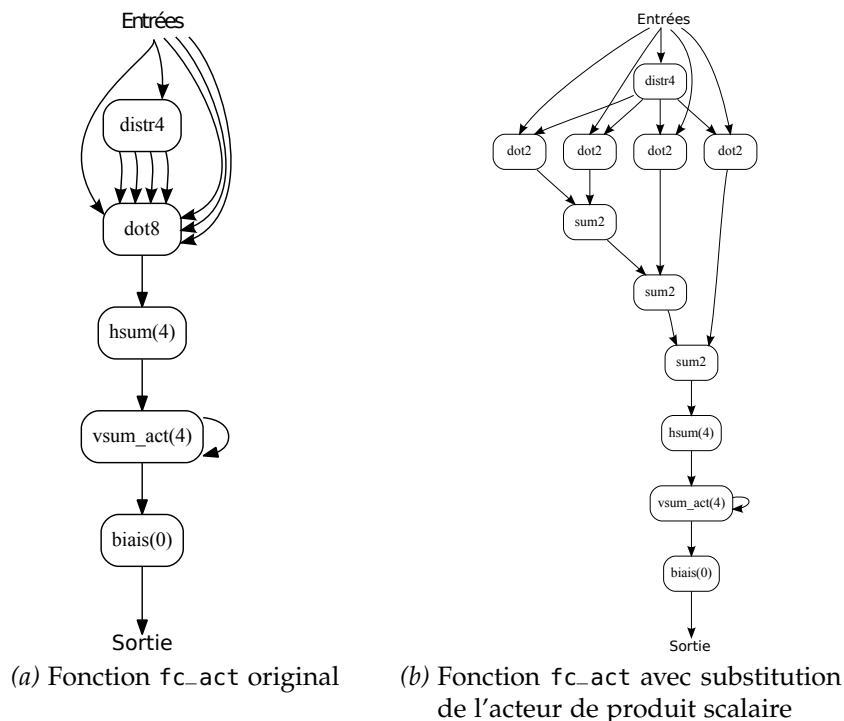 Entrées
distr4
dot8
hsum(4)
vsum_act(4)
biais(0)
Sortie
(a) Fonction fc_act original
Entrées
distr4
dot2 dot2 dot2 dot2
sum2
sum2
sum2
hsum(4)
vsum_act(4)
biais(0)
Sortie
(b) Fonction fc_act avec substitution
de l'acteur de produit scalaire